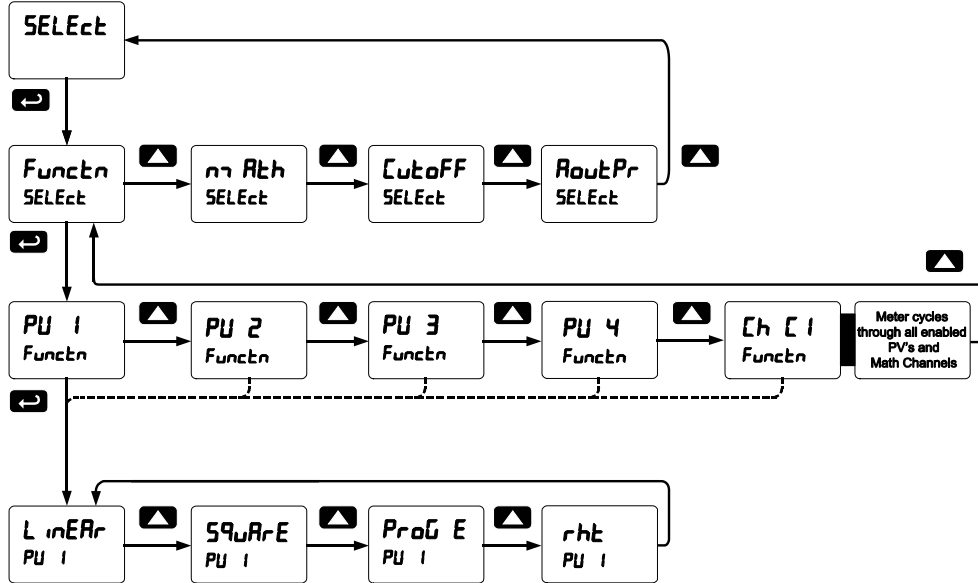 SELEct
Functn
SELEct
mAth
SELEct
CutoFF
SELEct
AoutPr
SELEct
PV 1
Functn
PV 2
Functn
PV 3
Functn
PV 4
Functn
Ch C1
Functn
Meter cycles
through all enabled
PV's and
Math Channels
LinEAr
PV 1
SquArE
PV 1
ProG E
PV 1
rht
PV 1